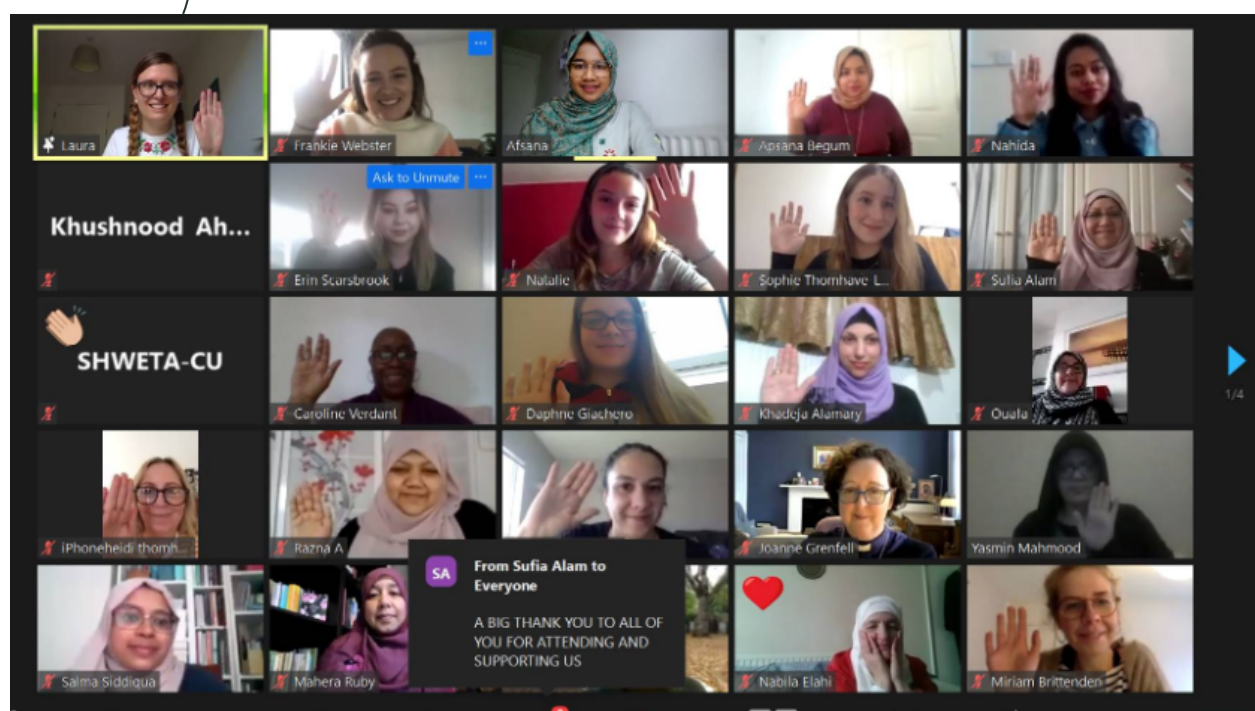 Laura
Frankie Webster
Afsana
Apsana Begum
Nahida
Khushnood Ah...
Ask to Unmute
Erin Scarsbrook
Natalie
Sophie Thornhave-L...
Sufia Alam
SHWETA-CU
Caroline Verdant
Daphne Giachero
Khadeja Alamary
Ouafa
1/4
iPhoneheidi thornh...
Razna A
Joanne Grenfell
Yasmin Mahmood
SA
From Sufia Alam to
Everyone
A BIG THANK YOU TO ALL OF
YOU FOR ATTENDING AND
SUPPORTING US
Salma Siddiqua
Mahera Ruby
Nabila Elahi
Miriam Brittenden